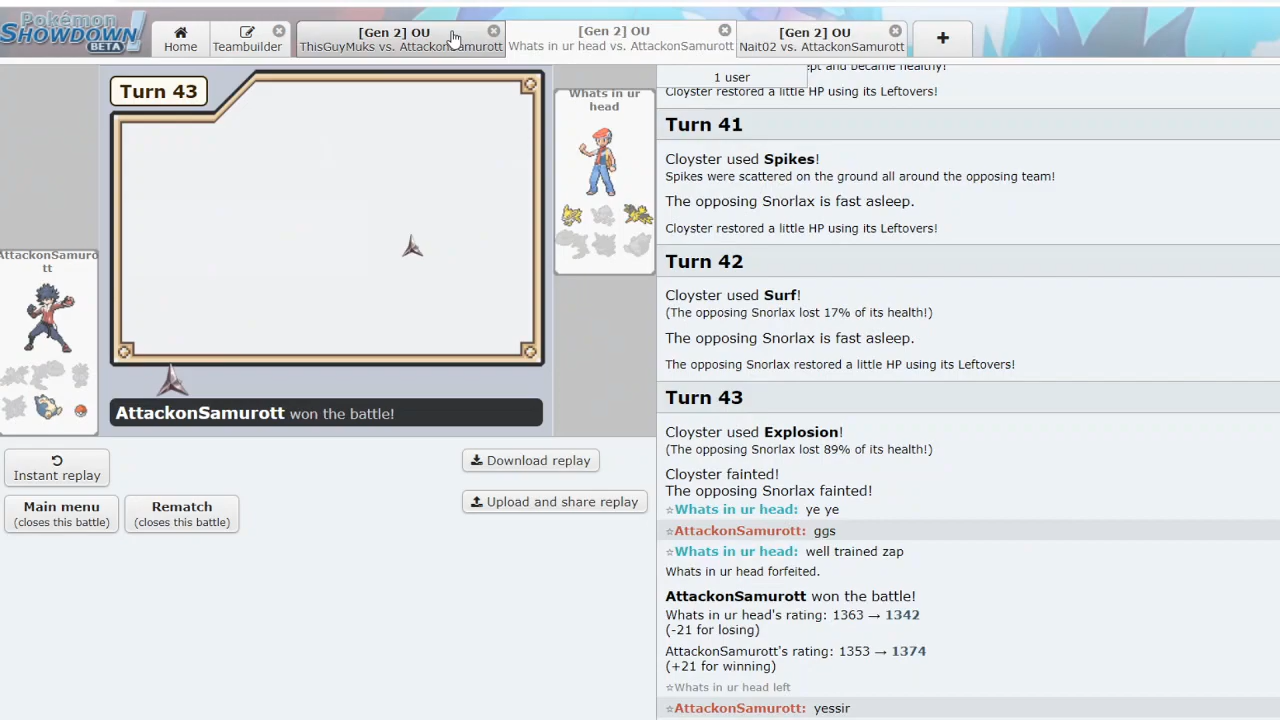 Pokémon
SHOWDOWN!
BETA
Home
Teambuilder
[Gen 2] OU
ThisGuyMuks vs. AttackonSamurott
[Gen 2] OU
Whats in ur head vs. AttackonSamurott
[Gen 2] OU
Nait02 vs. AttackonSamurott
Turn 43
AttackonSamuro
tt
Whats in ur
head
AttackonSamurott won the battle!
Instant replay
Download replay
Upload and share replay
Main menu
(closes this battle)
Rematch
(closes this battle)
1 user
Cloyster restored a little HP using its Leftovers!
Turn 41
Cloyster used Spikes!
Spikes were scattered on the ground all around the opposing team!
The opposing Snorlax is fast asleep.
Cloyster restored a little HP using its Leftovers!
Turn 42
Cloyster used Surf!
(The opposing Snorlax lost 17% of its health!)
The opposing Snorlax is fast asleep.
The opposing Snorlax restored a little HP using its Leftovers!
Turn 43
Cloyster used Explosion!
(The opposing Snorlax lost 89% of its health!)
Cloyster fainted!
The opposing Snorlax fainted!
☆Whats in ur head: ye ye
☆AttackonSamurott: ggs
☆Whats in ur head: well trained zap
Whats in ur head forfeited.
AttackonSamurott won the battle!
Whats in ur head's rating: 1363 → 1342
(-21 for losing)
AttackonSamurott's rating: 1353 → 1374
(+21 for winning)
☆Whats in ur head left
☆AttackonSamurott: yessir